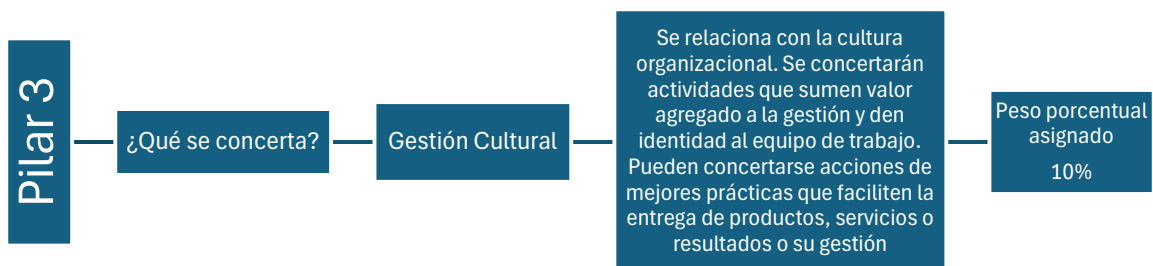 Pilar 3
¿Qué se concerta?
Gestión Cultural
Se relaciona con la cultura
organizacional. Se concertarán
actividades que sumen valor
agregado a la gestión y den
identidad al equipo de trabajo.
Pueden concertarse acciones de
mejores prácticas que faciliten la
entrega de productos, servicios o
resultados o su gestión
Peso porcentual
asignado
10%